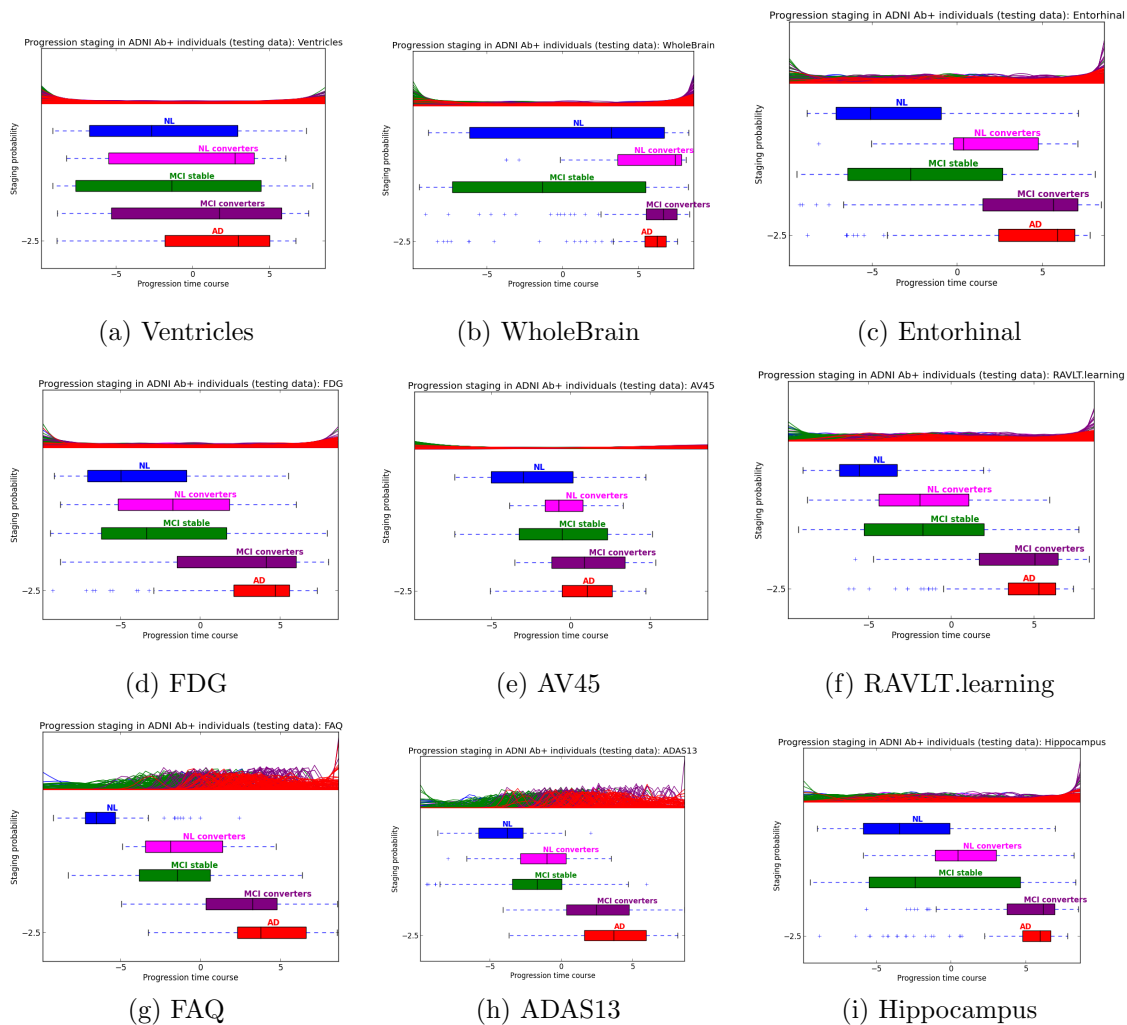 Progression staging in ADNI Ab+ individuals (testing data): Ventricles
Staging probability
NL
NL converters
MCI stable
MCI converters
AD
−2.5
−5 0 5
Progression time course
(a) Ventricles
Progression staging in ADNI Ab+ individuals (testing data): WholeBrain
Staging probability
NL
NL converters
MCI stable
MCI converters
AD
−2.5
−5 0 5
Progression time course
(b) WholeBrain
Progression staging in ADNI Ab+ individuals (testing data): Entorhinal
Staging probability
NL
NL converters
MCI stable
MCI converters
AD
−2.5
−5 0 5
Progression time course
(c) Entorhinal
Progression staging in ADNI Ab+ individuals (testing data): FDG
Staging probability
NL
NL converters
MCI stable
MCI converters
AD
−2.5
−5 0 5
Progression time course
(d) FDG
Progression staging in ADNI Ab+ individuals (testing data): AV45
Staging probability
NL
NL converters
MCI stable
MCI converters
AD
−2.5
−5 0 5
Progression time course
(e) AV45
Progression staging in ADNI Ab+ individuals (testing data): RAVLT.learning
Staging probability
NL
NL converters
MCI stable
MCI converters
AD
−2.5
−5 0 5
Progression time course
(f) RAVLT.learning
Progression staging in ADNI Ab+ individuals (testing data): FAQ
Staging probability
NL
NL converters
MCI stable
MCI converters
AD
−2.5
−5 0 5
Progression time course
(g) FAQ
Progression staging in ADNI Ab+ individuals (testing data): ADAS13
Staging probability
NL
NL converters
MCI stable
MCI converters
AD
−2.5
−5 0 5
Progression time course
(h) ADAS13
Progression staging in ADNI Ab+ individuals (testing data): Hippocampus
Staging probability
NL
NL converters
MCI stable
MCI converters
AD
−2.5
−5 0 5
Progression time course
(i) Hippocampus